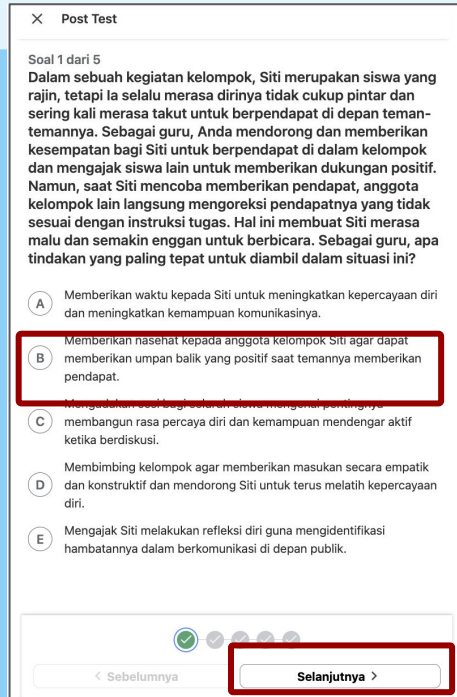 Post Test
Soal 1 dari 5
Dalam sebuah kegiatan kelompok, Siti merupakan siswa yang
rajin, tetapi Ia selalu merasa dirinya tidak cukup pintar dan
sering kali merasa takut untuk berpendapat di depan teman-
temannya. Sebagai guru, Anda mendorong dan memberikan
kesempatan bagi Siti untuk berpendapat di dalam kelompok
dan mengajak siswa lain untuk memberikan dukungan positif.
Namun, saat Siti mencoba memberikan pendapat, anggota
kelompok lain langsung mengoreksi pendapatnya yang tidak
sesuai dengan instruksi tugas. Hal ini membuat Siti merasa
malu dan semakin enggan untuk berbicara. Sebagai guru, apa
tindakan yang paling tepat untuk diambil dalam situasi ini?
A Memberikan waktu kepada Siti untuk meningkatkan kepercayaan diri
dan meningkatkan kemampuan komunikasinya.
Memberikan nasehat kepada anggota kelompok Siti agar dapat
B memberikan umpan balik yang positif saat temannya memberikan
pendapat.
Mengadakan sesi bagi seluruh siswa mengenai pentingnya
C membangun rasa percaya diri dan kemampuan mendengar aktif
ketika berdiskusi.
Membimbing kelompok agar memberikan masukan secara empatik
D dan konstruktif dan mendorong Siti untuk terus melatih kepercayaan
diri.
E Mengajak Siti melakukan refleksi diri guna mengidentifikasi
hambatannya dalam berkomunikasi di depan publik.
< Sebelumnya
Selanjutnya >